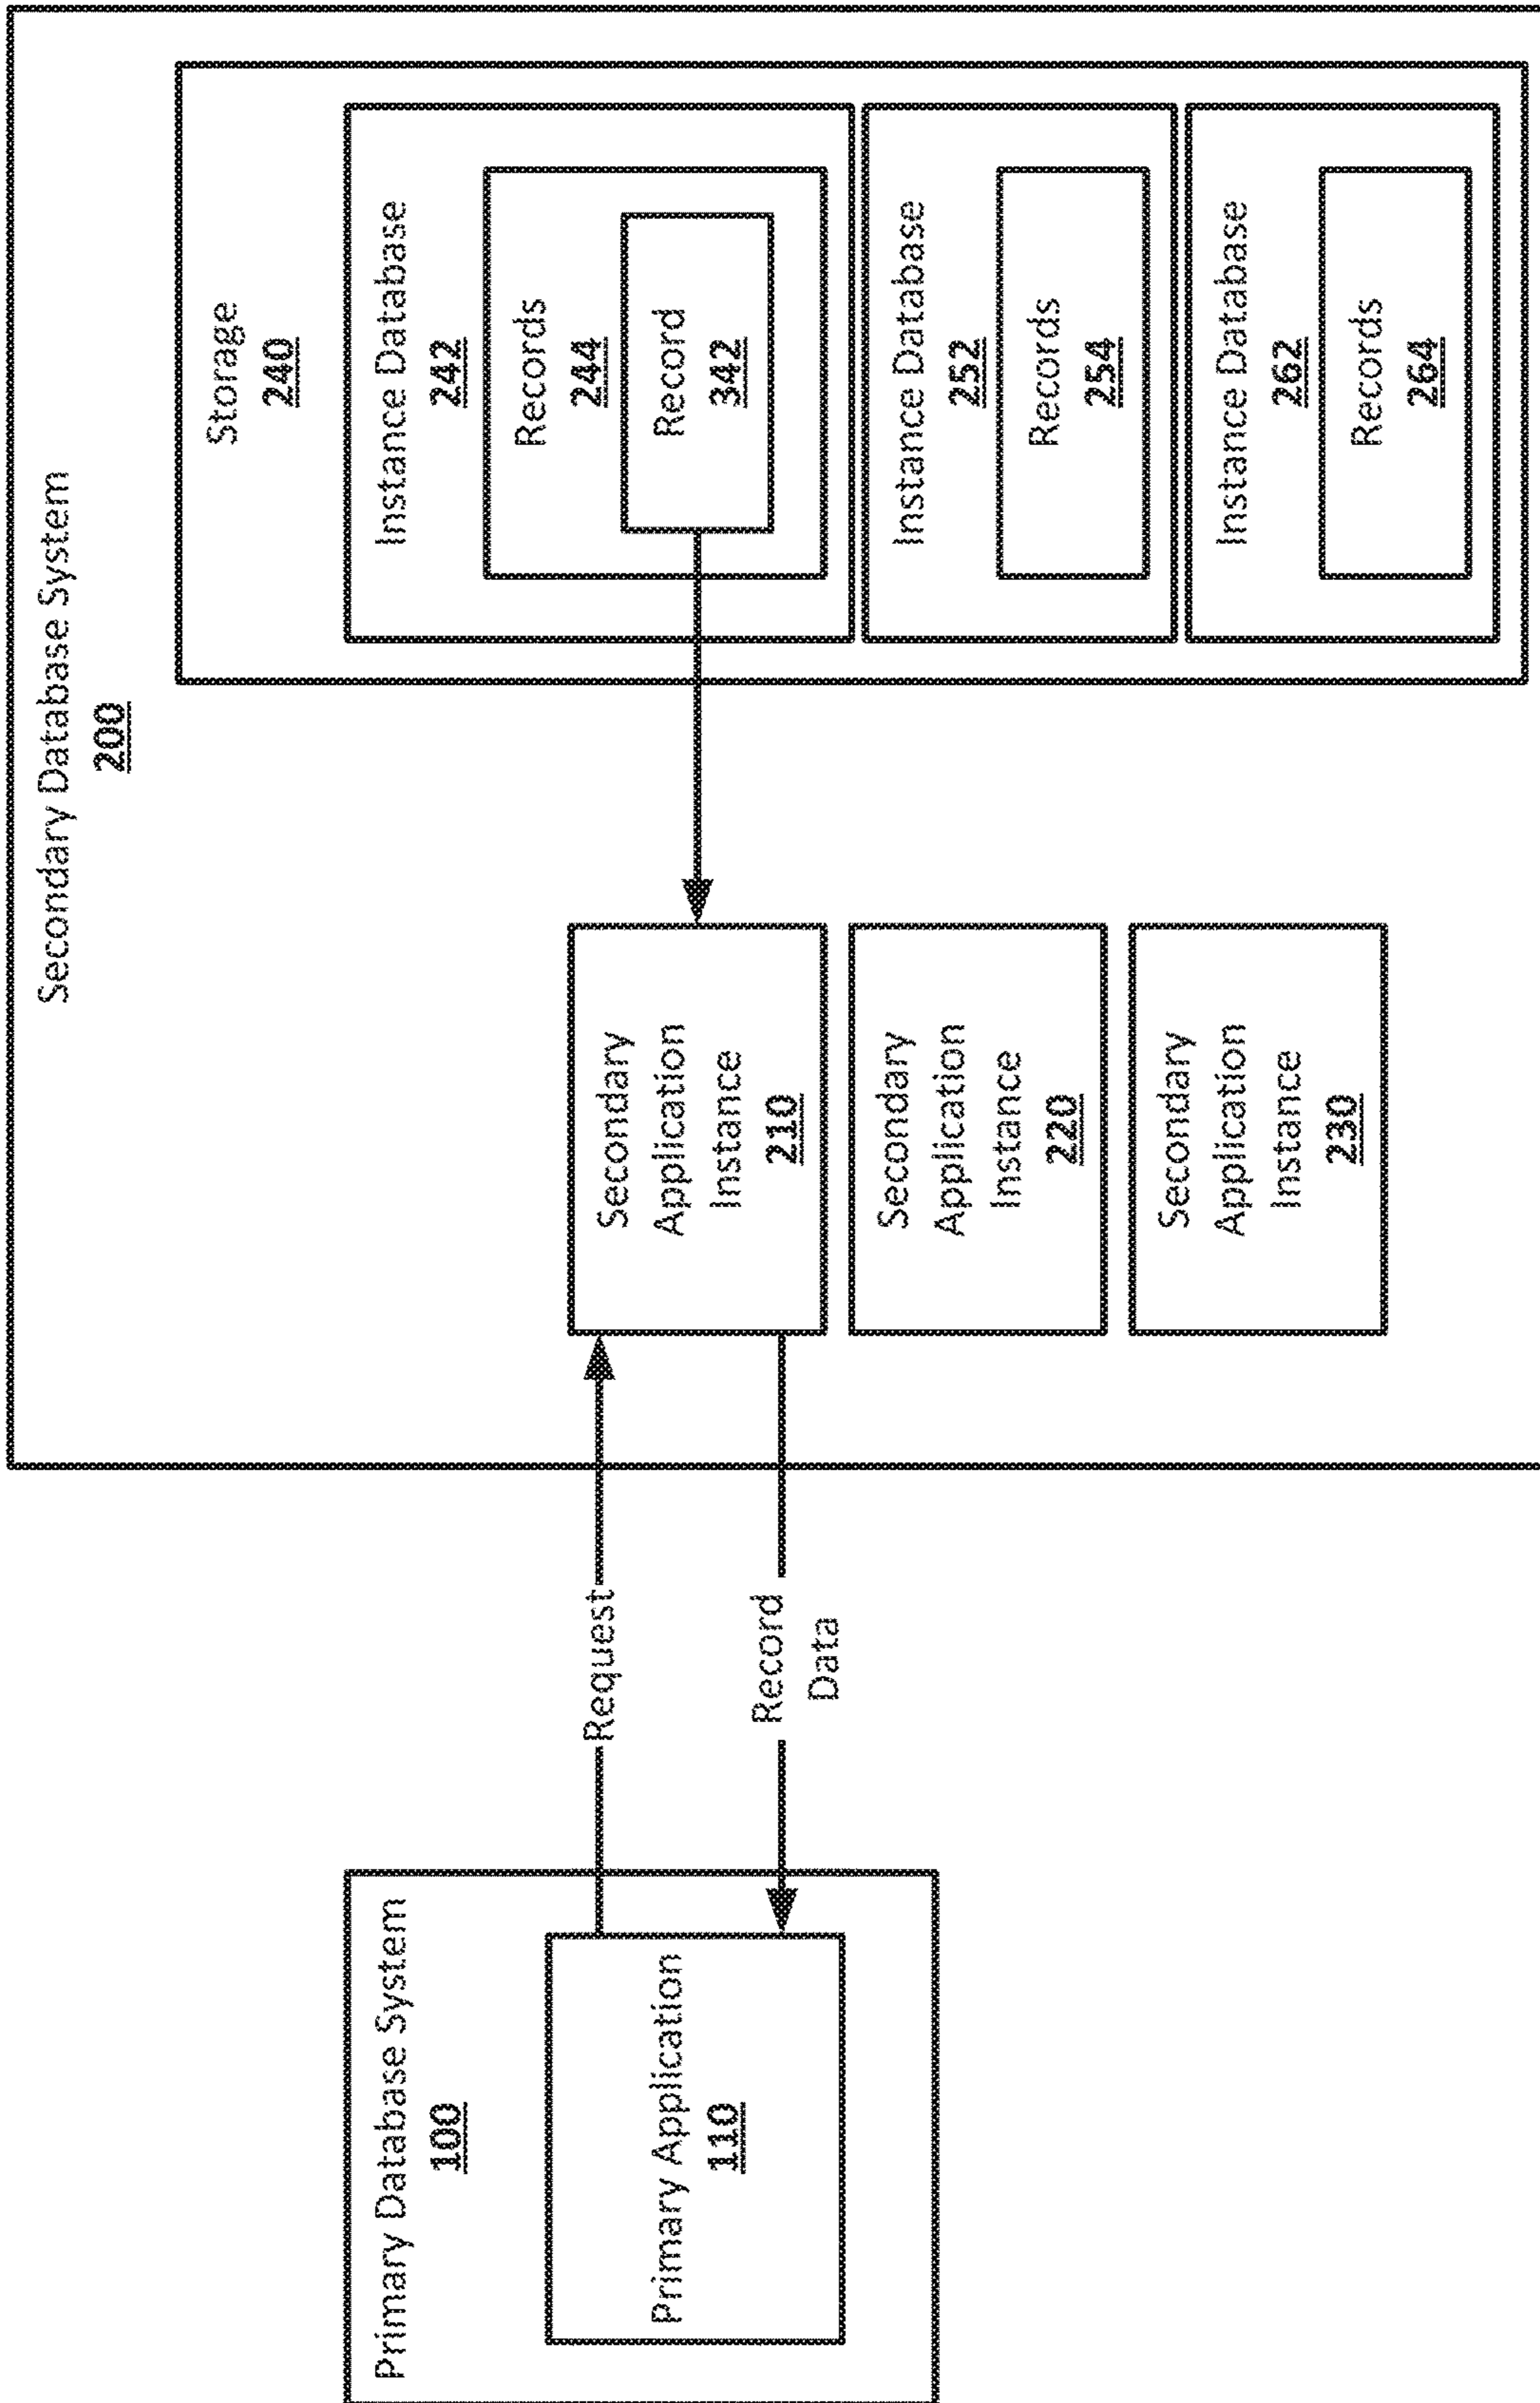 Secondary Database System
200
Primary Database System
100
Primary Application
110
Request
Record
Data
Secondary
Application
Instance
210
Secondary
Application
Instance
220
Secondary
Application
Instance
230
Storage
240
Instance Database
242
Records
244
Record
342
Instance Database
252
Records
254
Instance Database
262
Records
264